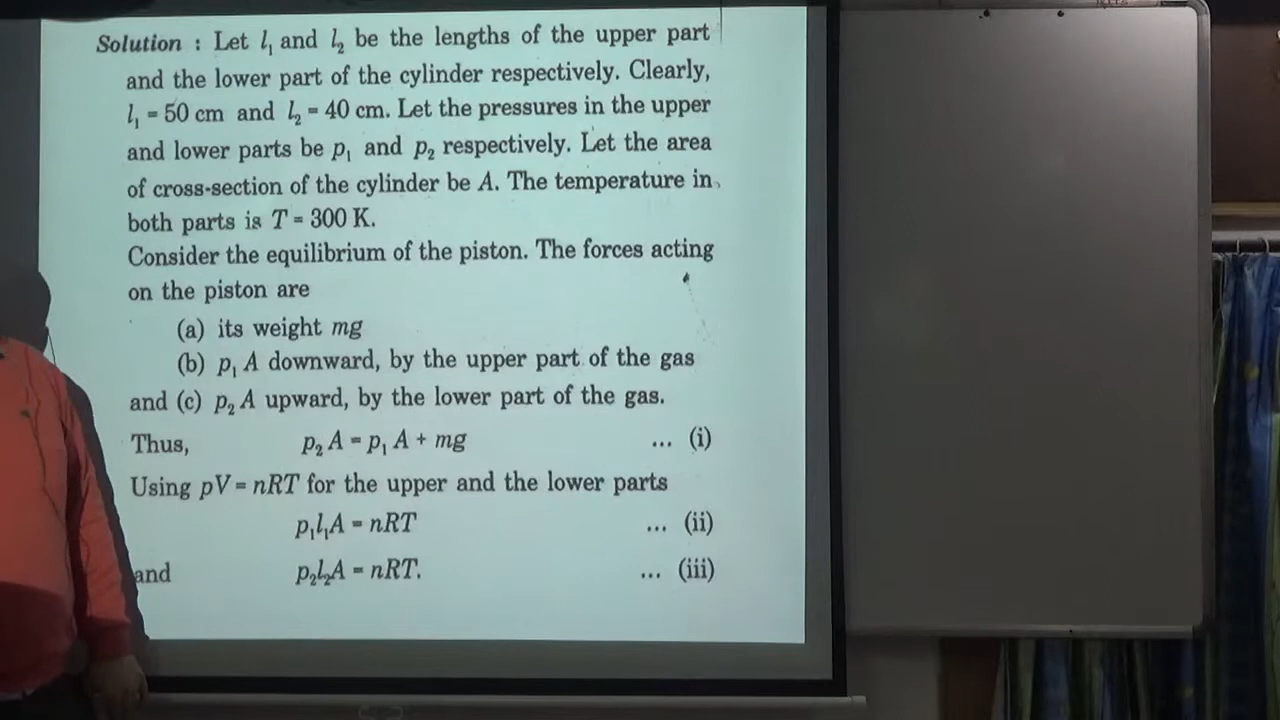 Solution : Let l₁ and l₂ be the lengths of the upper part
and the lower part of the cylinder respectively. Clearly,
l₁ = 50 cm and l₂ = 40 cm. Let the pressures in the upper
and lower parts be p₁ and p₂ respectively. Let the area
of cross-section of the cylinder be A. The temperature in
both parts is T = 300 K.
Consider the equilibrium of the piston. The forces acting
on the piston are
(a) its weight mg
(b) p₁ A downward, by the upper part of the gas
and (c) p₂ A upward, by the lower part of the gas.
Thus, p₂ A = p₁ A + mg ... (i)
Using pV = nRT for the upper and the lower parts
p₁l₁A = nRT ... (ii)
and p₂l₂A = nRT. ... (iii)